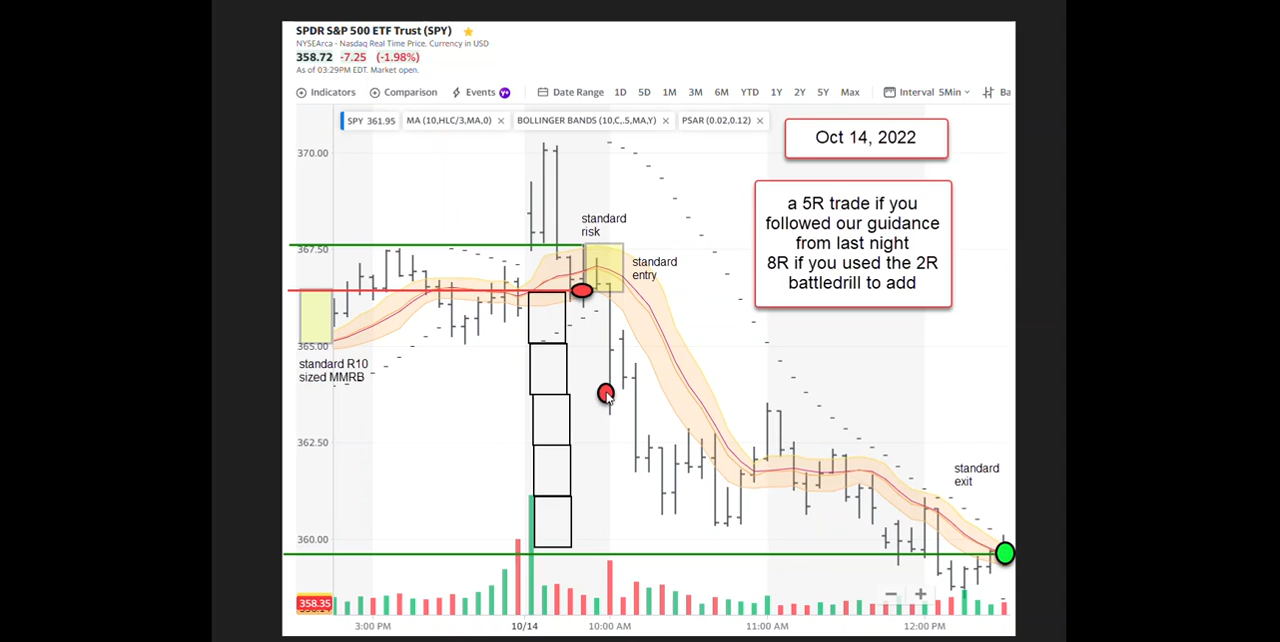 SPDR S&P 500 ETF Trust (SPY)
NYSEArca - Nasdaq Real Time Price. Currency in USD
358.72 -7.25 (-1.98%)
As of 03:29PM EDT. Market open.
Indicators Comparison Events Y+ Date Range 1D 5D 1M 3M 6M YTD 1Y 2Y 5Y Max Interval 5Min Ba
SPY 361.95 MA (10,HLC/3,MA,0) BOLLINGER BANDS (10,C,.5,MA,Y) PSAR (0.02,0.12)
Oct 14, 2022
370.00
a 5R trade if you
followed our guidance
from last night
8R if you used the 2R
battledrill to add
standard
risk
367.50
standard
entry
365.00
standard R10
sized MMRB
362.50
standard
exit
360.00
358.35
3:00 PM 10/14 10:00 AM 11:00 AM 12:00 PM